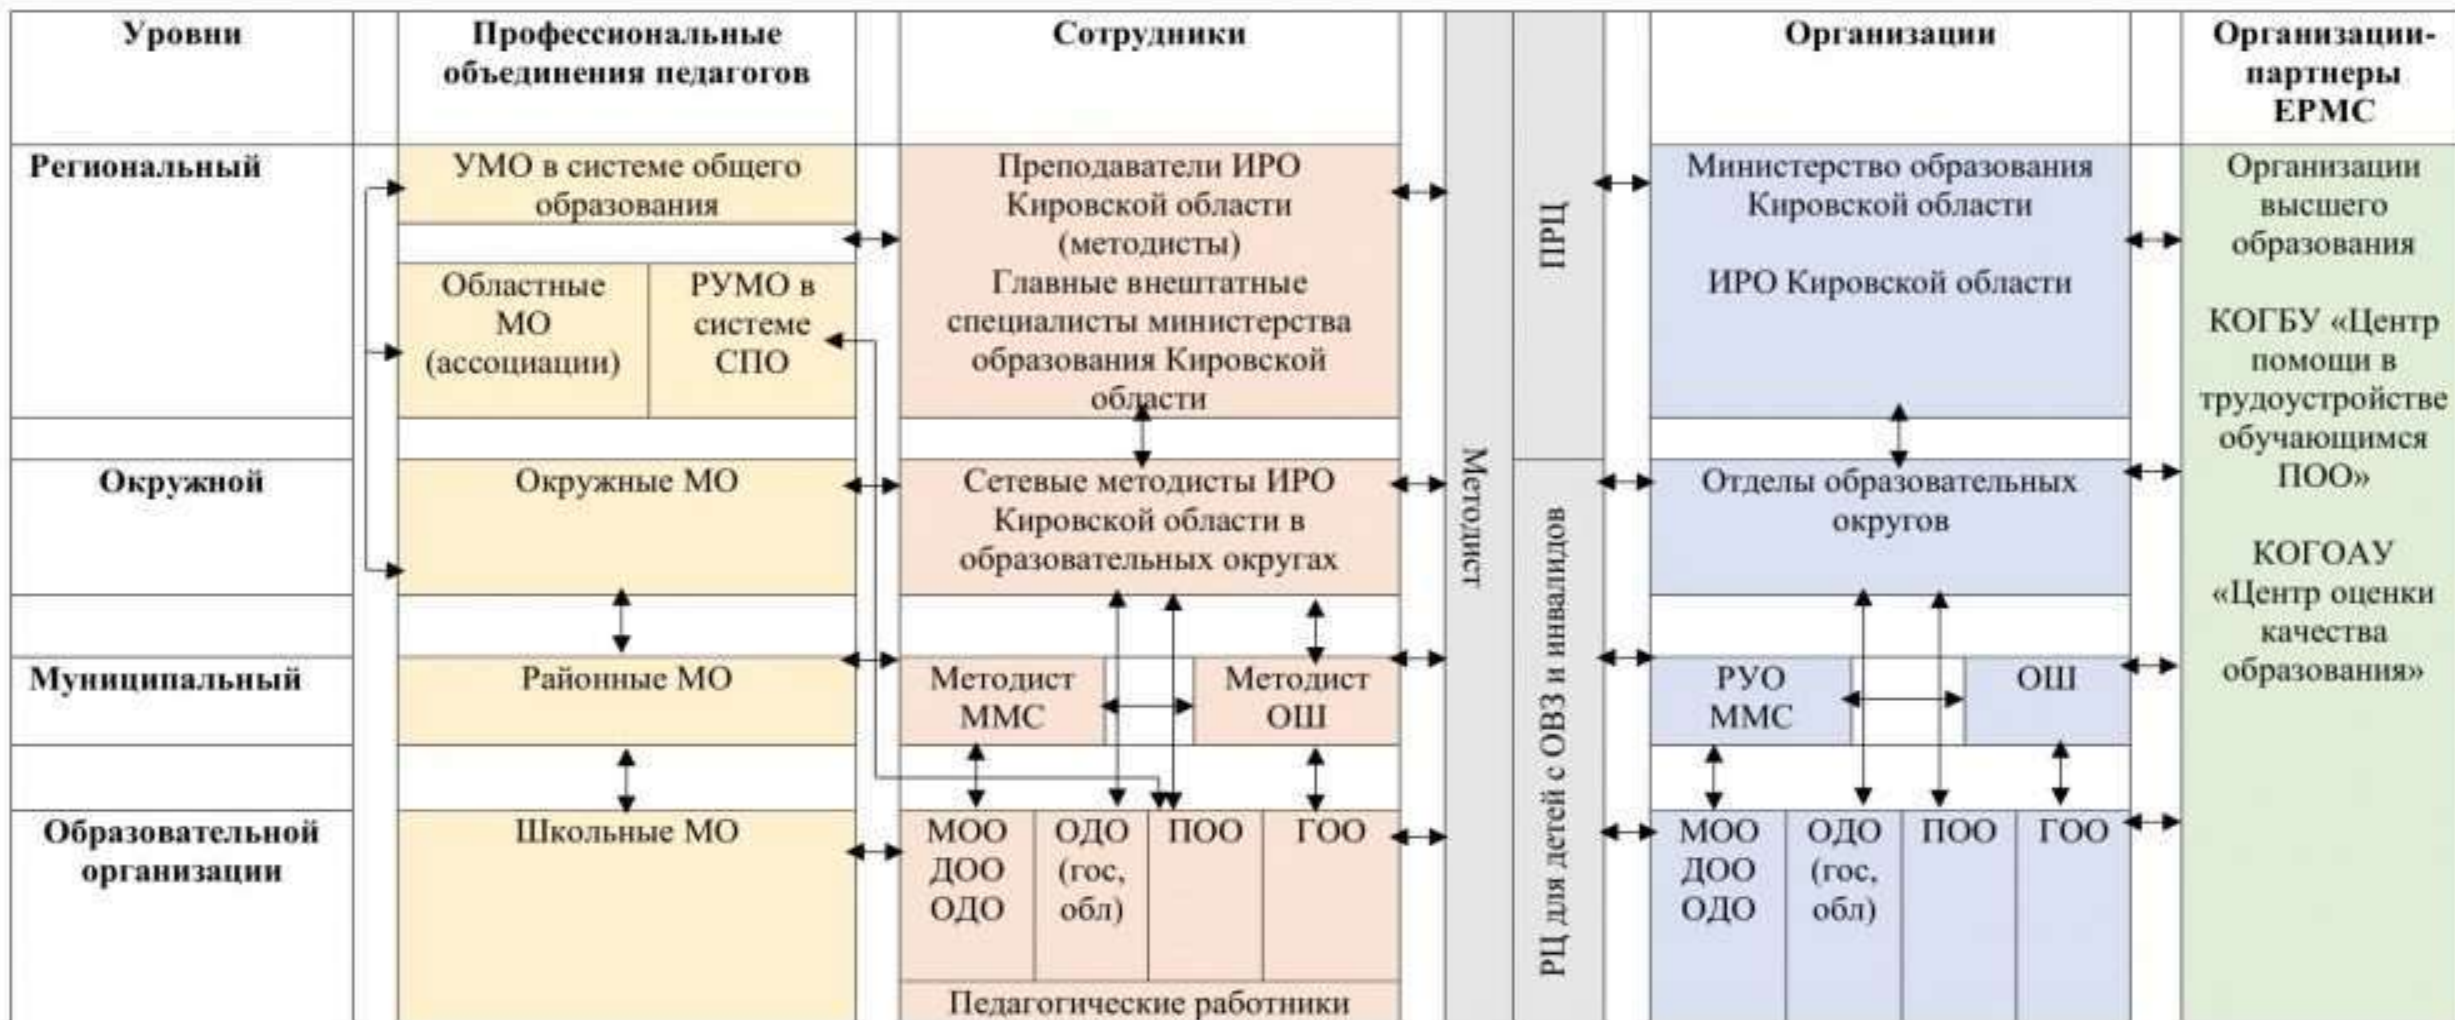 Уровни
Профессиональные
объединения педагогов
Сотрудники
Организации
Организации-
партнеры
ЕРМС
Региональный
УМО в системе общего
образования
Областные
МО
(ассоциации)
РУМО в
системе
СПО
Преподаватели ИРО
Кировской области
(методисты)
Главные внештатные
специалисты министерства
образования Кировской
области
Методист
ПРЦ
РЦ для детей с ОВЗ и инвалидов
Министерство образования
Кировской области
ИРО Кировской области
Организации
высшего
образования
КОГБУ «Центр
помощи в
трудоустройстве
обучающимся
ПОО»
КОГОАУ
«Центр оценки
качества
образования»
Окружной
Окружные МО
Сетевые методисты ИРО
Кировской области в
образовательных округах
Отделы образовательных
округов
Муниципальный
Районные МО
Методист
ММС
Методист
ОШ
РУО
ММС
ОШ
Образовательной
организации
Школьные МО
МОО
ДОО
ОДО
ОДО
(гос,
обл)
ПОО
ГОО
Педагогические работники
МОО
ДОО
ОДО
ОДО
(гос,
обл)
ПОО
ГОО